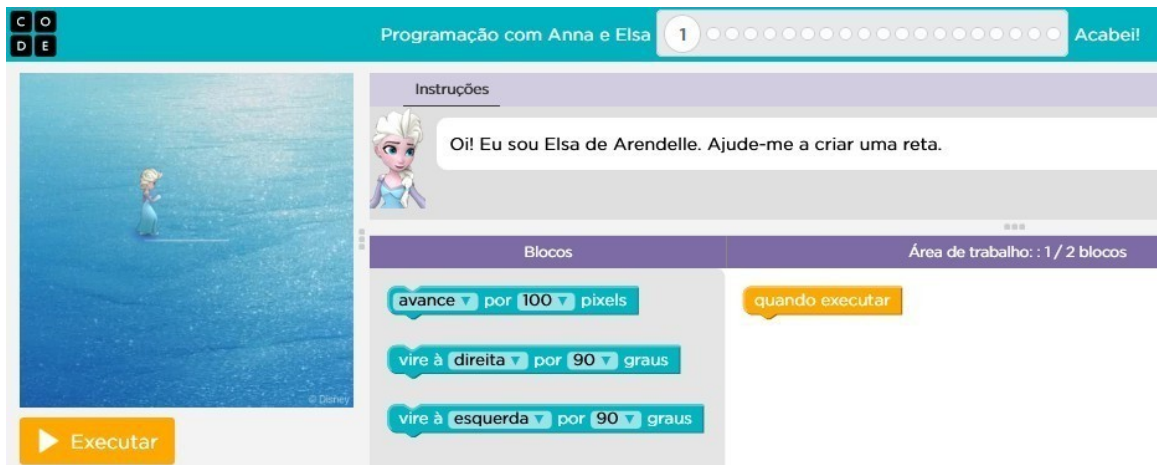 CODE
Programação com Anna e Elsa 1 Acabei!
Instruções
Oi! Eu sou Elsa de Arendelle. Ajude-me a criar uma reta.
Blocos
Área de trabalho: : 1 / 2 blocos
avance ▼ por 100 ▼ pixels
quando executar
vire à direita ▼ por 90 ▼ graus
vire à esquerda ▼ por 90 ▼ graus
© Disney
Executar